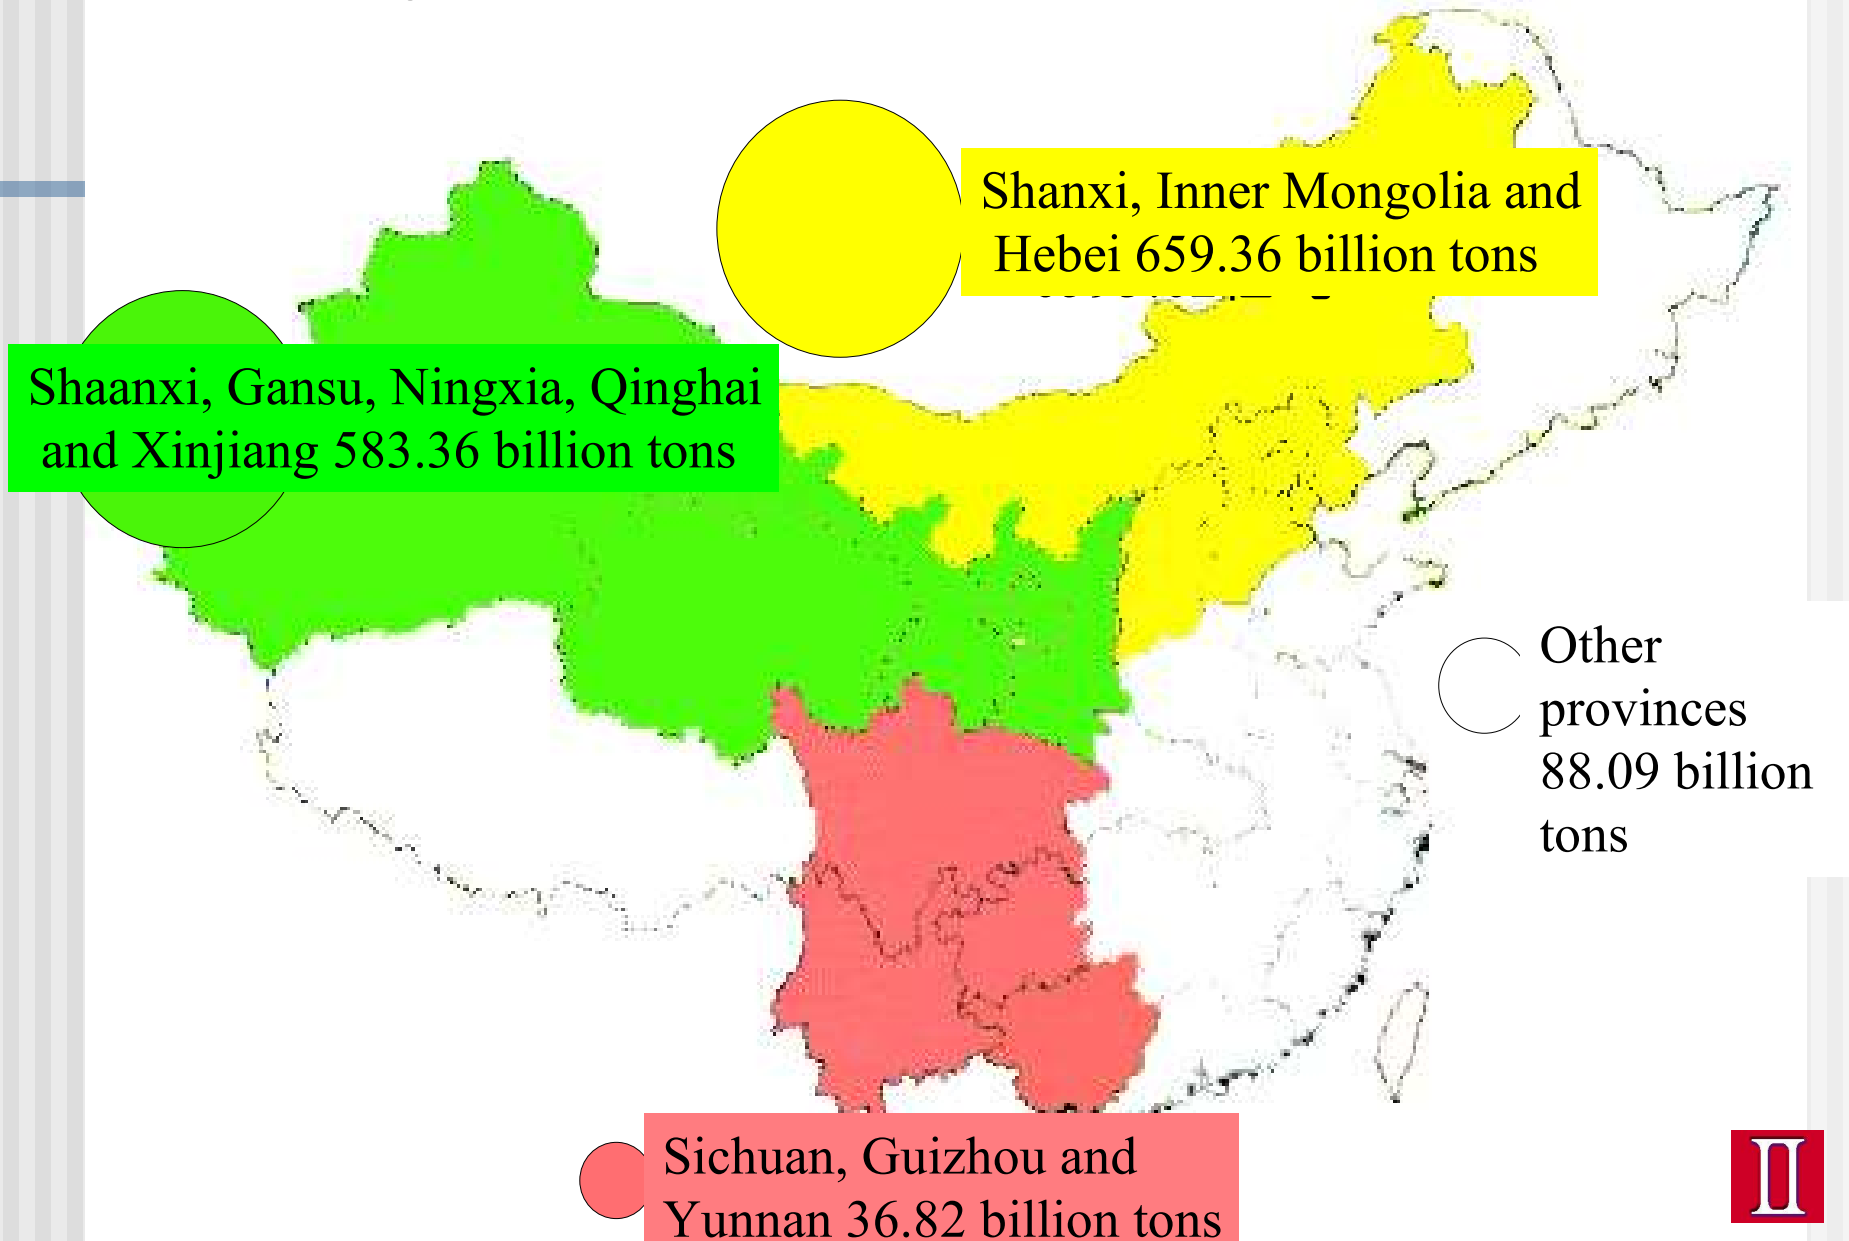 Shanxi, Inner Mongolia and
Hebei 659.36 billion tons
Shaanxi, Gansu, Ningxia, Qinghai
and Xinjiang 583.36 billion tons
Other
provinces
88.09 billion
tons
Sichuan, Guizhou and
Yunnan 36.82 billion tons